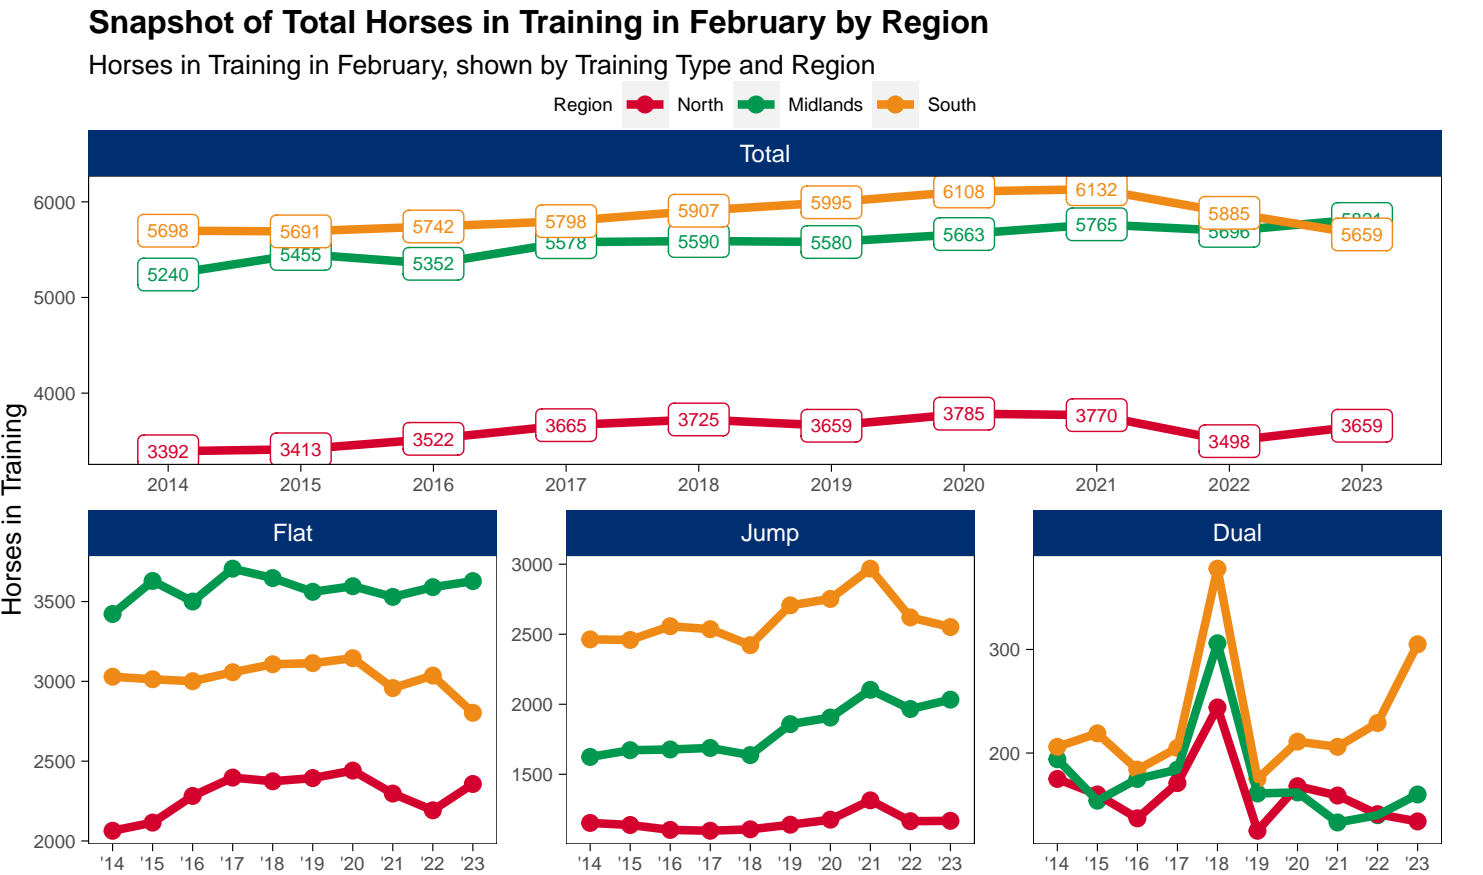 Snapshot of Total Horses in Training in February by Region
Horses in Training in February, shown by Training Type and Region
Region North Midlands South
Total
6000
5000
4000
5698 5691 5742 5798 5907 5995 6108 6132 5885 5659
5240 5455 5352 5578 5590 5580 5663 5765 5696
3392 3413 3522 3665 3725 3659 3785 3770 3498 3659
2014 2015 2016 2017 2018 2019 2020 2021 2022 2023
Horses in Training
Flat
3500
3000
2500
2000
'14 '15 '16 '17 '18 '19 '20 '21 '22 '23
Jump
3000
2500
2000
1500
'14 '15 '16 '17 '18 '19 '20 '21 '22 '23
Dual
300
200
'14 '15 '16 '17 '18 '19 '20 '21 '22 '23